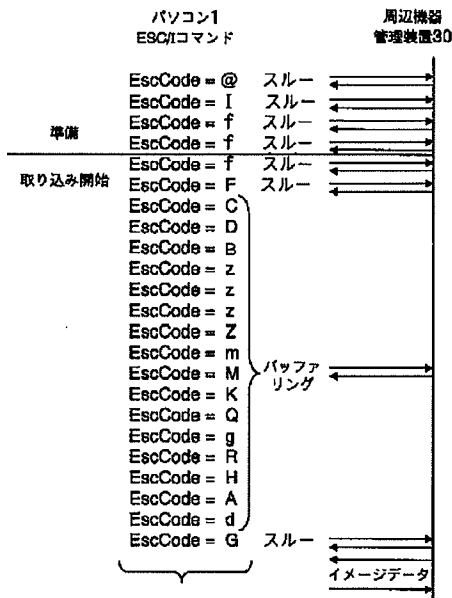 パソコン1
ESC/Iコマンド
周辺機器
管理装置30
EscCode = @ スルー
EscCode = I スルー
EscCode = f スルー
準備
EscCode = f スルー
EscCode = f スルー
取り込み開始
EscCode = F スルー
EscCode = C
EscCode = D
EscCode = B
EscCode = z
EscCode = z
EscCode = z
EscCode = Z
EscCode = m
EscCode = M
バッファ
リング
EscCode = K
EscCode = Q
EscCode = g
EscCode = R
EscCode = H
EscCode = A
EscCode = d
EscCode = G スルー
イメージデータ